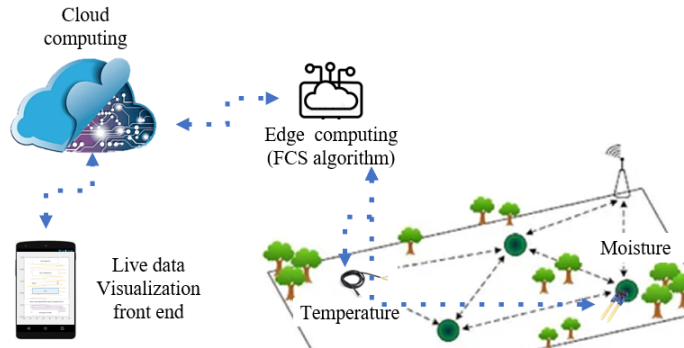 Cloud
computing
Edge computing
(FCS algorithm)
Live data
Visualization
front end
Moisture
Temperature